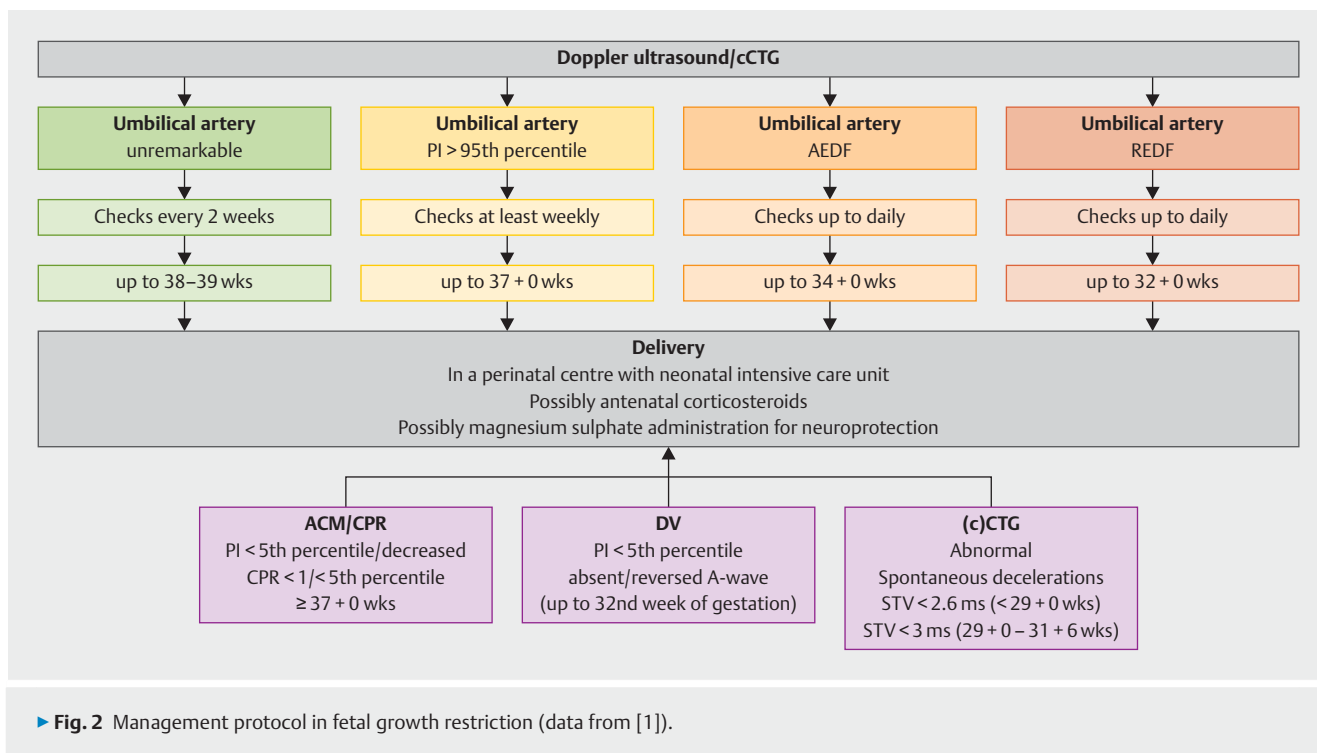 Doppler ultrasound/cCTG
Umbilical artery
unremarkable
Checks every 2 weeks
up to 38–39 wks
Umbilical artery
PI > 95th percentile
Checks at least weekly
up to 37 + 0 wks
Umbilical artery
AEDF
Checks up to daily
up to 34 + 0 wks
Umbilical artery
REDF
Checks up to daily
up to 32 + 0 wks
Delivery
In a perinatal centre with neonatal intensive care unit
Possibly antenatal corticosteroids
Possibly magnesium sulphate administration for neuroprotection
ACM/CPR
PI < 5th percentile/decreased
CPR < 1/< 5th percentile
≥ 37 + 0 wks
DV
PI < 5th percentile
absent/reversed A-wave
(up to 32nd week of gestation)
(c)CTG
Abnormal
Spontaneous decelerations
STV < 2.6 ms (< 29 + 0 wks)
STV < 3 ms (29 + 0 – 31 + 6 wks)
▶ Fig. 2 Management protocol in fetal growth restriction (data from [1]).